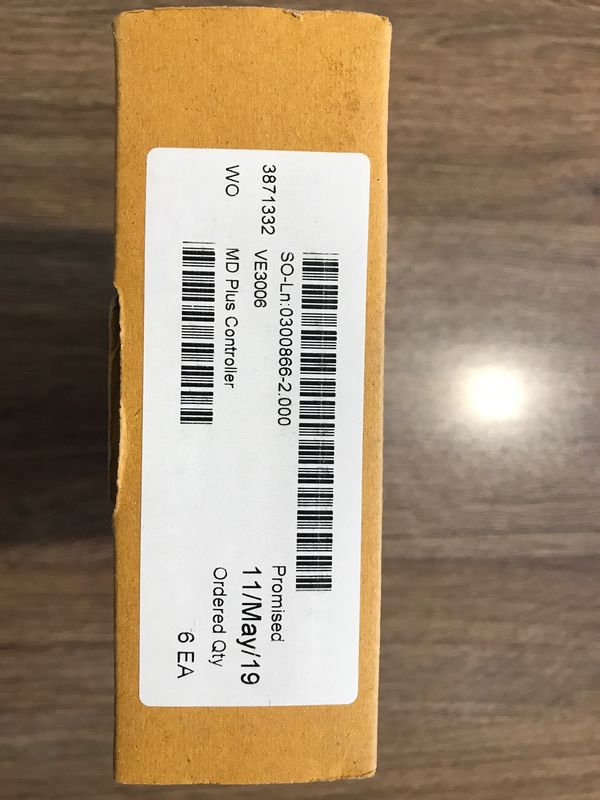 SO-Ln:0300866-2.000
3871332 VE3006
WO MD Plus Controller
Promised
11/May/19
Ordered Qty
6 EA